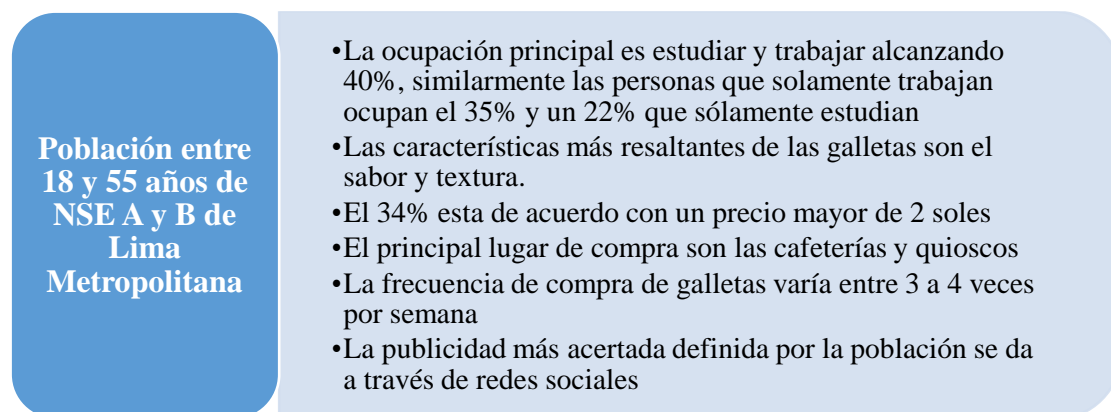 Población entre
18 y 55 años de
NSE A y B de
Lima
Metropolitana
•La ocupación principal es estudiar y trabajar alcanzando
40%, similarmente las personas que solamente trabajan
ocupan el 35% y un 22% que sólamente estudian
•Las características más resaltantes de las galletas son el
sabor y textura.
•El 34% esta de acuerdo con un precio mayor de 2 soles
•El principal lugar de compra son las cafeterías y quioscos
•La frecuencia de compra de galletas varía entre 3 a 4 veces
por semana
•La publicidad más acertada definida por la población se da
a través de redes sociales